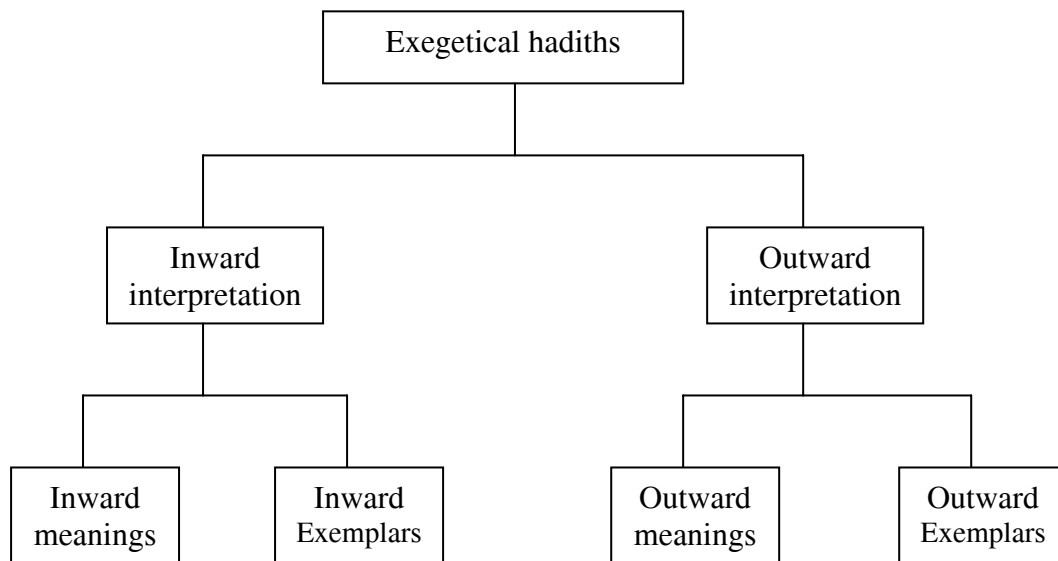 Exegetical hadiths
Inward
interpretation
Outward
interpretation
Inward
meanings
Inward
Exemplars
Outward
meanings
Outward
Exemplars